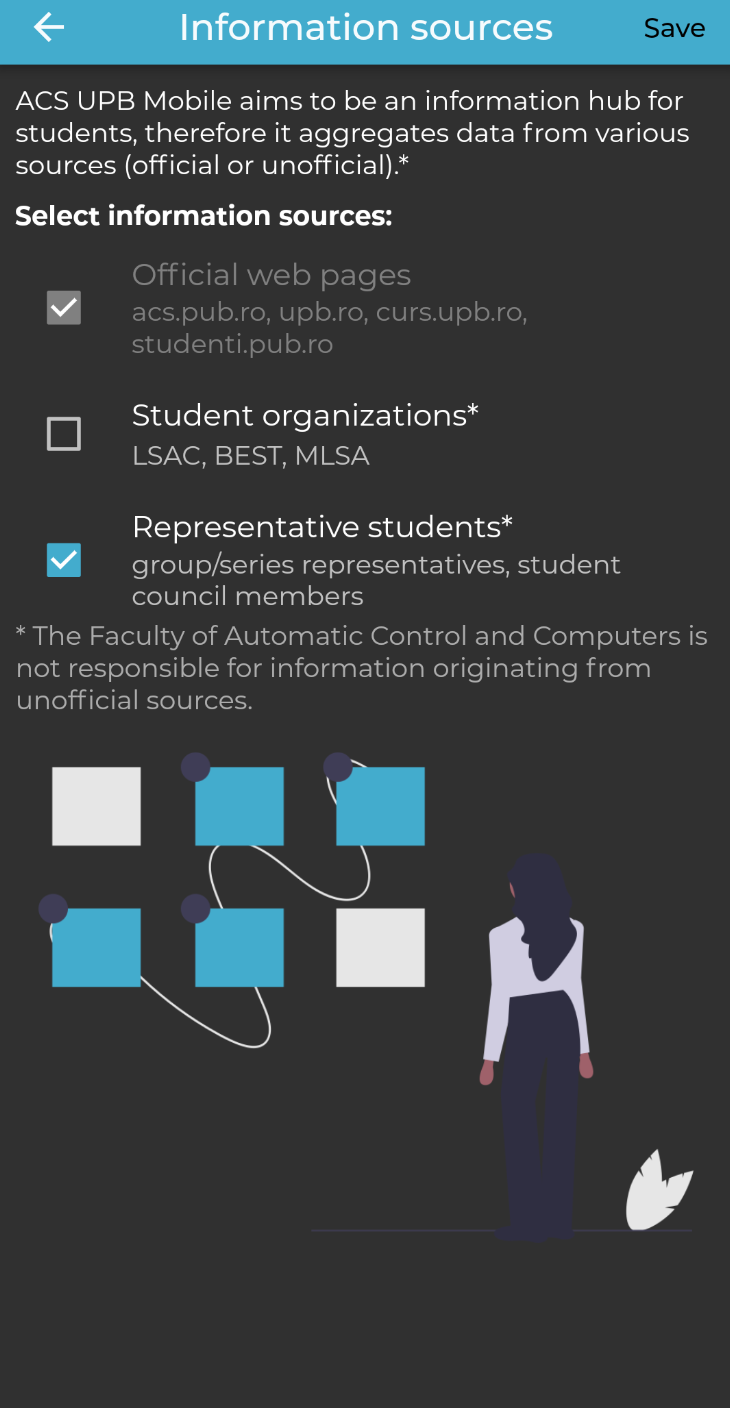 Information sources
Save
ACS UPB Mobile aims to be an information hub for
students, therefore it aggregates data from various
sources (official or unofficial).*
Select information sources:
Official web pages
acs.pub.ro, upb.ro, curs.upb.ro,
studenti.pub.ro
Student organizations*
LSAC, BEST, MLSA
Representative students*
group/series representatives, student
council members
* The Faculty of Automatic Control and Computers is
not responsible for information originating from
unofficial sources.